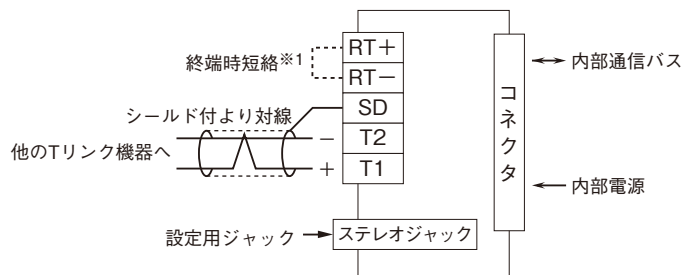 終端時短絡※1
RT＋
RT−
SD
T2
T1
シールド付より対線
他のTリンク機器へ
−
＋
コネクタ
内部通信バス
内部電源
設定用ジャック
ステレオジャック